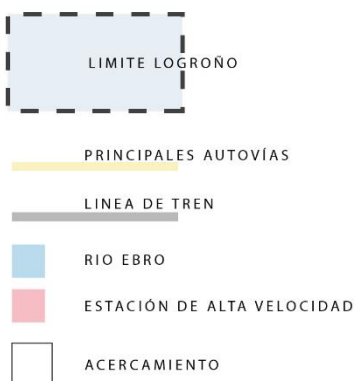 LIMITE LOGROÑO
PRINCIPALES AUTOVÍAS
LINEA DE TREN
RIO EBRO
ESTACIÓN DE ALTA VELOCIDAD
ACERCAMIENTO